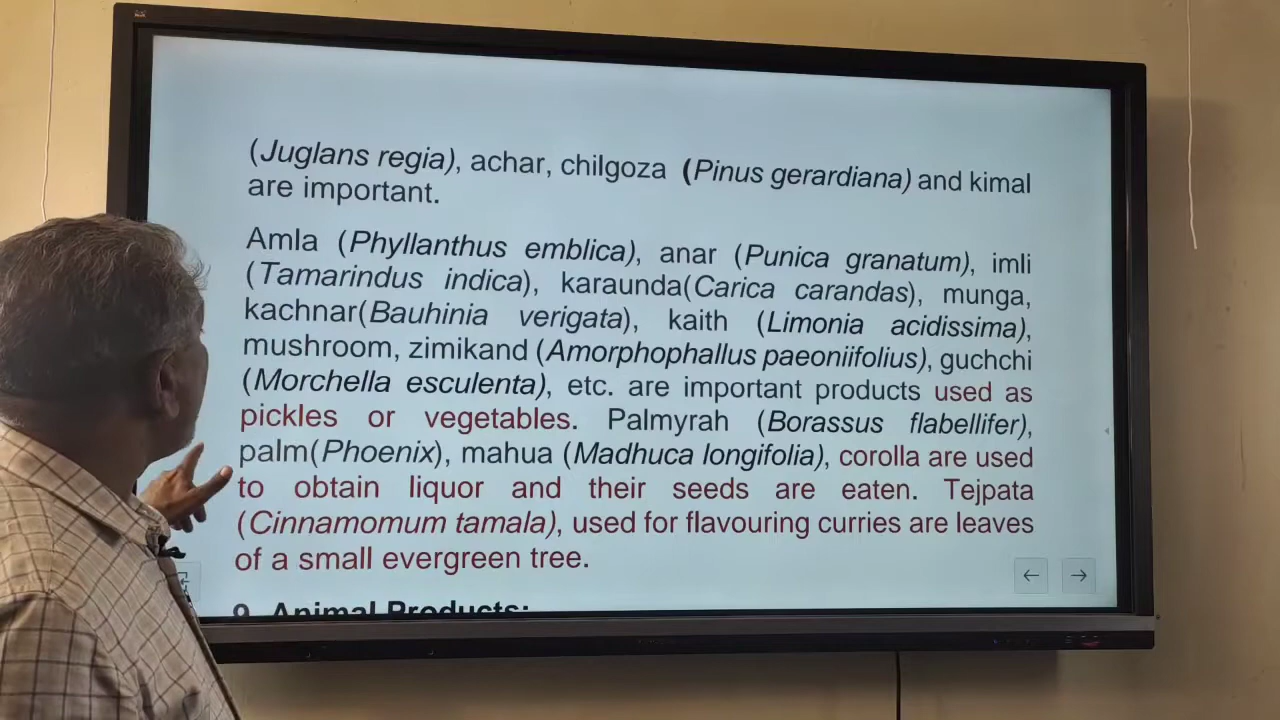 (Juglans regia), achar, chilgoza (Pinus gerardiana) and kimal
are important.
Amla (Phyllanthus emblica), anar (Punica granatum), imli
(Tamarindus indica), karaunda(Carica carandas), munga,
kachnar(Bauhinia verigata), kaith (Limonia acidissima),
mushroom, zimikand (Amorphophallus paeoniifolius), guchchi
(Morchella esculenta), etc. are important products used as
pickles or vegetables. Palmyrah (Borassus flabellifer),
palm(Phoenix), mahua (Madhuca longifolia), corolla are used
to obtain liquor and their seeds are eaten. Tejpata
(Cinnamomum tamala), used for flavouring curries are leaves
of a small evergreen tree.
9. Animal Products: